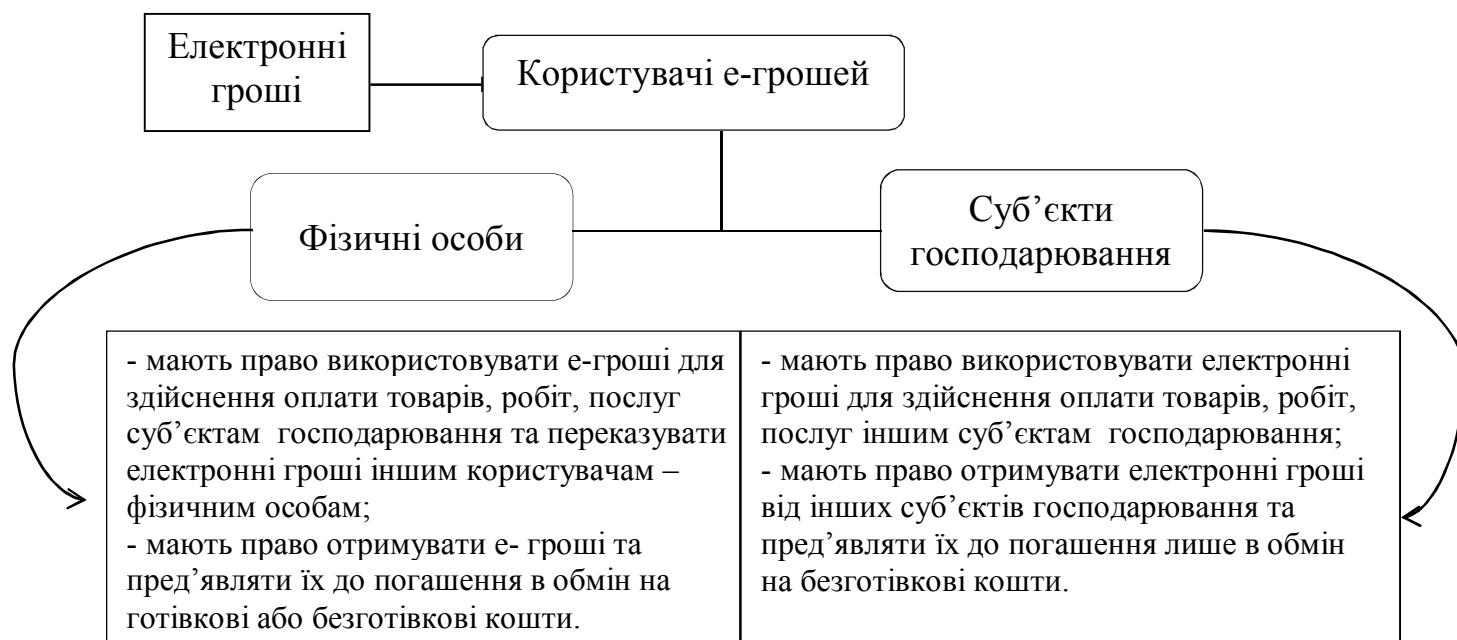 Електронні
гроші
Користувачі е-грошей
Фізичні особи
Суб’єкти
господарювання
- мають право використовувати е-гроші для
здійснення оплати товарів, робіт, послуг
суб’єктам господарювання та переказувати
електронні гроші іншим користувачам –
фізичним особам;
- мають право отримувати е- гроші та
пред’являти їх до погашення в обмін на
готівкові або безготівкові кошти.
- мають право використовувати електронні
гроші для здійснення оплати товарів, робіт,
послуг іншим суб’єктам господарювання;
- мають право отримувати електронні гроші
від інших суб’єктів господарювання та
пред’являти їх до погашення лише в обмін
на безготівкові кошти.